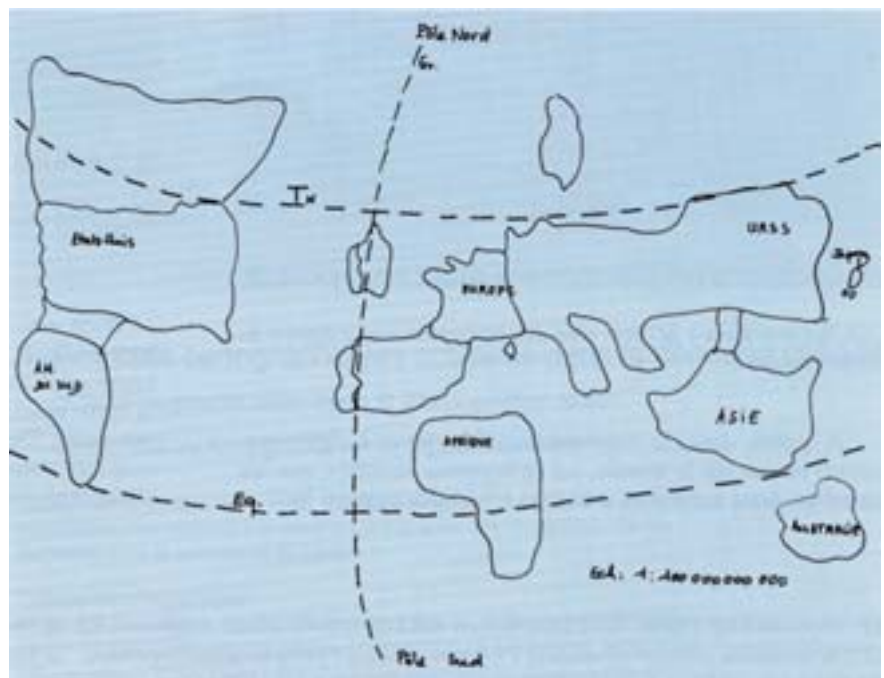 Pôle Nord
Gr.
Tr
Etats-Unis
URSS
EUROPE
AM.
du Sud
ASIE
AFRIQUE
Eq.
AUSTRALIE
Ech: 1:100 000 000 000
Pôle Sud